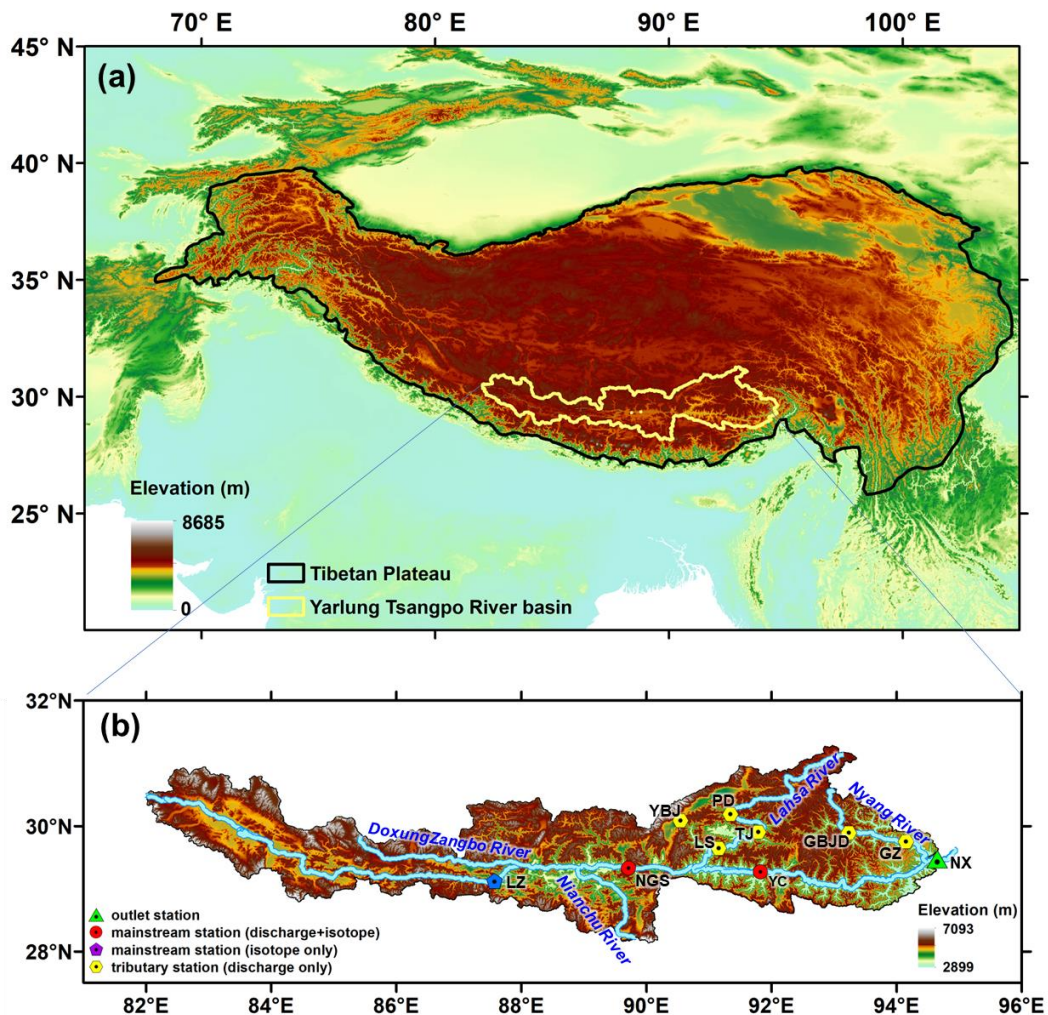 70° E 80° E 90° E 100° E
45° N
(a)
40° N
35° N
30° N
25° N
Elevation (m)
8685
0
Tibetan Plateau
Yarlung Tsangpo River basin
32°N
(b)
30°N
28°N
YBJ
PD
Lahsa River
Nyang River
DoxungZangbo River
LS
TJ
GBJD
GZ
NX
LZ
NGS
YC
Nianchu River
outlet station
mainstream station (discharge+isotope)
mainstream station (isotope only)
tributary station (discharge only)
Elevation (m)
7093
2899
82°E 84°E 86°E 88°E 90°E 92°E 94°E 96°E